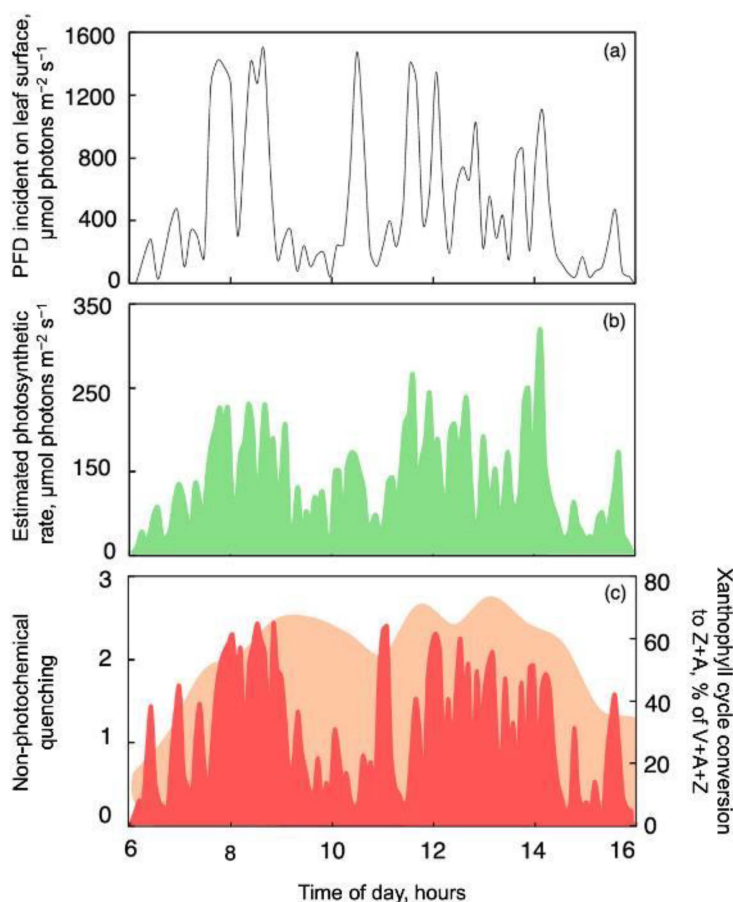 PFD incident on leaf surface,
μmol photons m⁻² s⁻¹
1600
1200
800
400
0
(a)
Estimated photosynthetic
rate, μmol photons m⁻² s⁻¹
350
250
150
0
(b)
Non-photochemical
quenching
3
2
1
0
(c)
80
60
40
20
0
Xanthophyll cycle conversion
to Z+A, % of V+A+Z
6
8
10
12
14
16
Time of day, hours